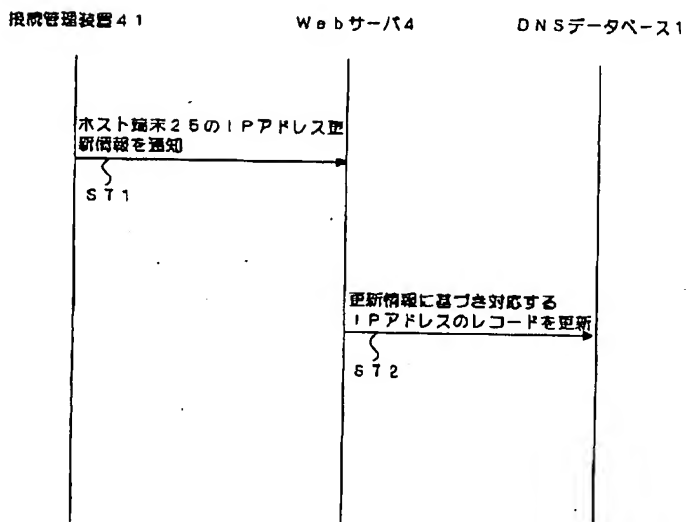 接続管理装置41
Webサーバ4
DNSデータベース1
ホスト端末25のIPアドレス更
新情報を通知
S71
更新情報に基づき対応する
IPアドレスのレコードを更新
S72